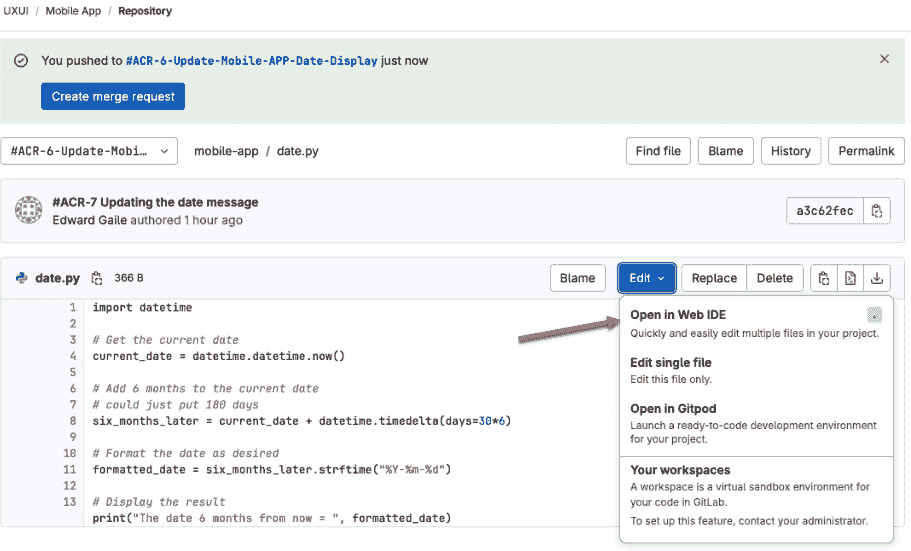 UXUI / Mobile App / Repository
You pushed to #ACR-6-Update-Mobile-APP-Date-Display just now
Create merge request
#ACR-6-Update-Mobi… mobile-app / date.py Find file Blame History Permalink
#ACR-7 Updating the date message
Edward Gaile authored 1 hour ago
a3c62fec
date.py 366 B Blame Edit Replace Delete
1 import datetime
2
3 # Get the current date
4 current_date = datetime.datetime.now()
5
6 # Add 6 months to the current date
7 # could just put 180 days
8 six_months_later = current_date + datetime.timedelta(days=30*6)
9
10 # Format the date as desired
11 formatted_date = six_months_later.strftime("%Y-%m-%d")
12
13 # Display the result
print("The date 6 months from now = ", formatted_date)
Open in Web IDE .
Quickly and easily edit multiple files in your project.
Edit single file
Edit this file only.
Open in Gitpod
Launch a ready-to-code development environment
for your project.
Your workspaces
A workspace is a virtual sandbox environment for
your code in GitLab.
To set up this feature, contact your administrator.